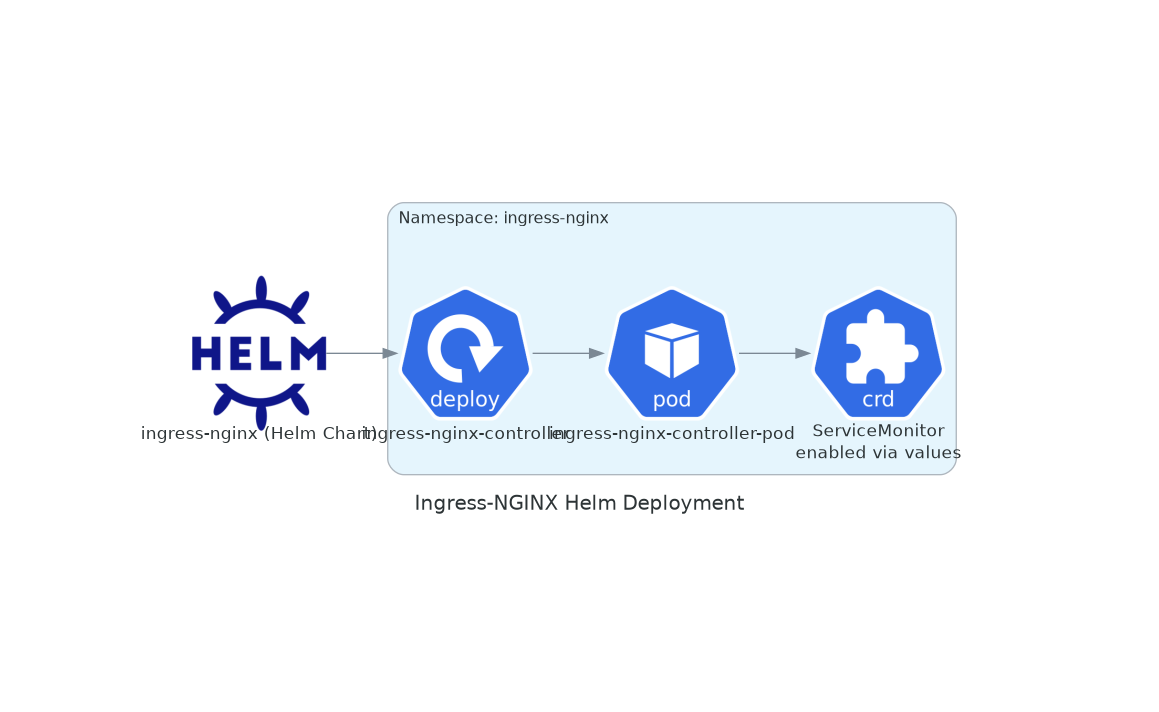 Namespace: ingress-nginx
HELM
deploy
pod
crd
ingress-nginx (Helm Chart)
ingress-nginx-controller
ingress-nginx-controller-pod
ServiceMonitor
enabled via values
Ingress-NGINX Helm Deployment